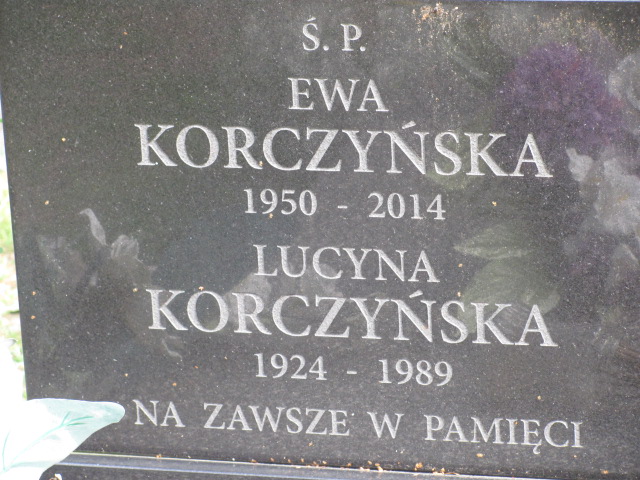 Ś. P.
EWA
KORCZYŃSKA
1950 - 2014
LUCYNA
KORCZYŃSKA
1924 - 1989
NA ZAWSZE W PAMIĘCI